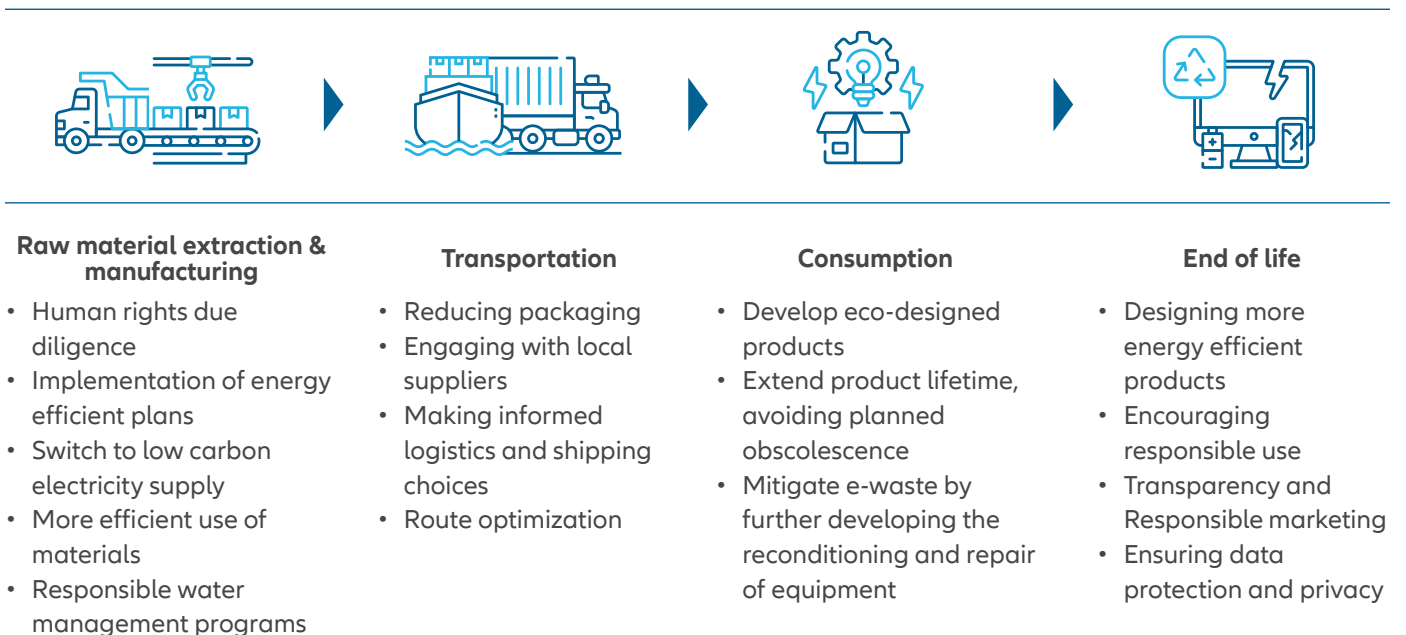 Raw material extraction &
manufacturing
• Human rights due
diligence
• Implementation of energy
efficient plans
• Switch to low carbon
electricity supply
• More efficient use of
materials
• Responsible water
management programs
Transportation
• Reducing packaging
• Engaging with local
suppliers
• Making informed
logistics and shipping
choices
• Route optimization
Consumption
• Develop eco-designed
products
• Extend product lifetime,
avoiding planned
obscolescence
• Mitigate e-waste by
further developing the
reconditioning and repair
of equipment
End of life
• Designing more
energy efficient
products
• Encouraging
responsible use
• Transparency and
Responsible marketing
• Ensuring data
protection and privacy